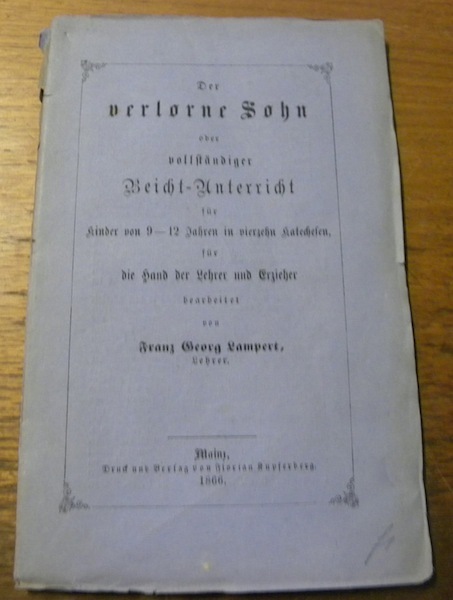 Der
verlorne Sohn
oder
vollständiger
Beicht-Unterricht
für
Kinder von 9—12 Jahren in vierzehn Katechesen,
für
die Hand der Lehrer und Erzieher
bearbeitet
von
Franz Georg Lampert,
Lehrer.
Mainz,
Druck und Verlag von Florian Kupferberg.
1866.